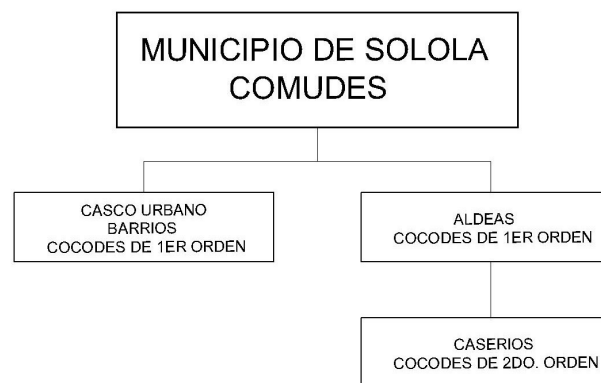 MUNICIPIO DE SOLOLA
COMUDES
CASCO URBANO
BARRIOS
COCODES DE 1ER ORDEN
ALDEAS
COCODES DE 1ER ORDEN
CASERIOS
COCODES DE 2DO. ORDEN